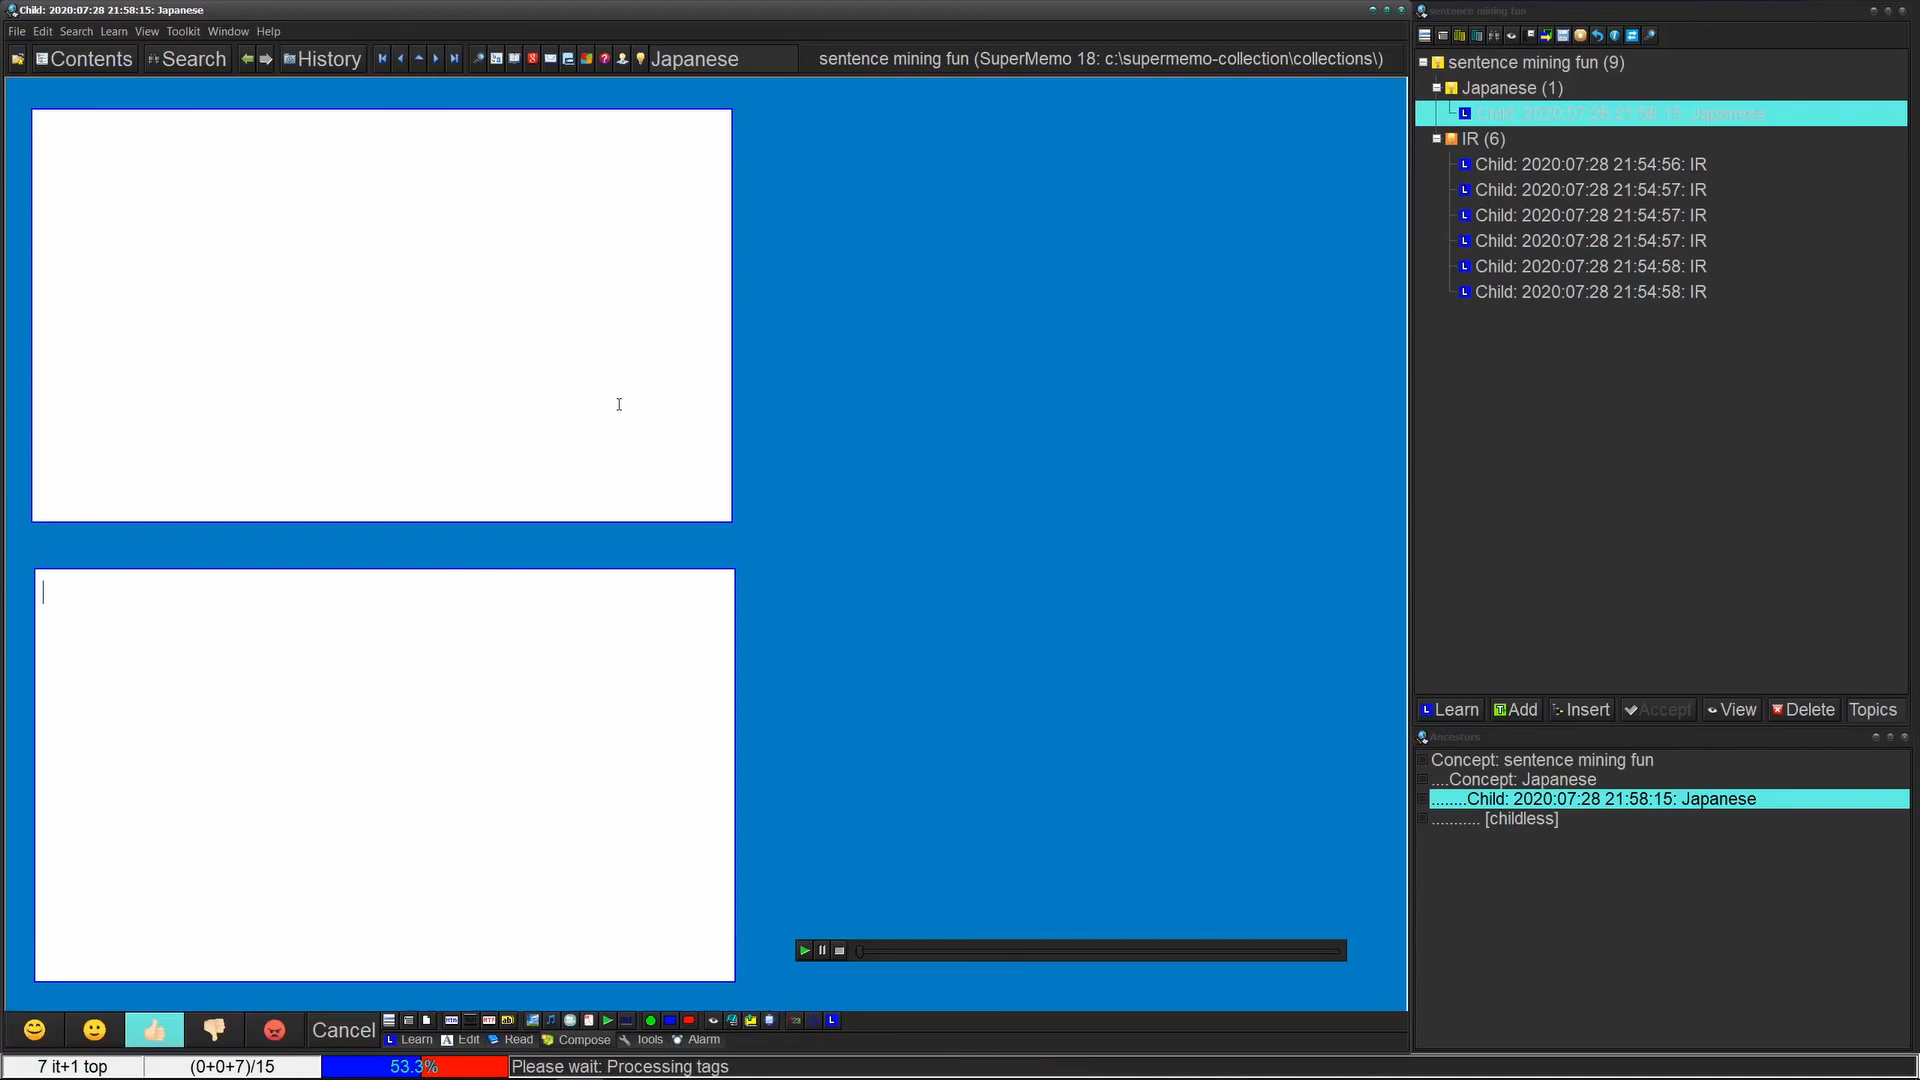 Child: 2020:07:28 21:58:15: Japanese
File Edit Search Learn View Toolkit Window Help
Contents Search History Japanese sentence mining fun (SuperMemo 18: c:\supermemo-collection\collections\)
sentence mining fun
sentence mining fun (9)
Japanese (1)
Child: 2020:07:28 21:58:15: Japanese
IR (6)
Child: 2020:07:28 21:54:56: IR
Child: 2020:07:28 21:54:57: IR
Child: 2020:07:28 21:54:57: IR
Child: 2020:07:28 21:54:57: IR
Child: 2020:07:28 21:54:58: IR
Child: 2020:07:28 21:54:58: IR
Learn Add Insert Accept View Delete Topics
Ancestors
Concept: sentence mining fun
....Concept: Japanese
........Child: 2020:07:28 21:58:15: Japanese
........... [childless]
Cancel
Learn Edit Read Compose Tools Alarm
7 it+1 top (0+0+7)/15 53.3% Please wait: Processing tags